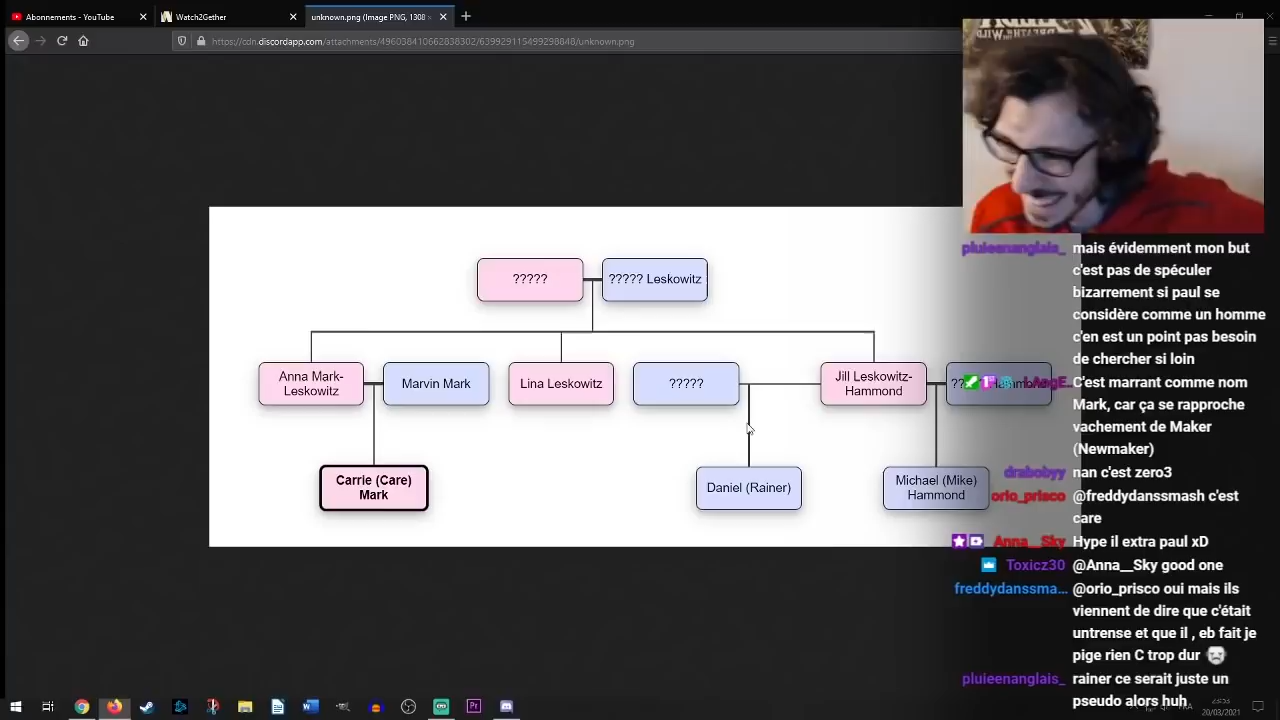 Abonnements - YouTube
Watch2Gether
unknown.png (Image PNG, 1308 ×
https://cdn.discordapp.com/attachments/496038410662838302/639929115499298848/unknown.png
?????
????? Leskowitz
Anna Mark-
Leskowitz
Marvin Mark
Lina Leskowitz
?????
Jill Leskowitz-
Hammond
Hammond
Carrie (Care)
Mark
Daniel (Rainer)
Michael (Mike)
Hammond
pluieenanglais_ mais évidemment mon but
c'est pas de spéculer
bizarrement si paul se
considère comme un homme
c'en est un point pas besoin
de chercher si loin
C'est marrant comme nom
Mark, car ça se rapproche
vachement de Maker
(Newmaker)
drabobyy nan c'est zero3
orio_prisco @freddydanssmash c'est
care
Anna__Sky Hype il extra paul xD
Toxicz30 @Anna__Sky good one
freddydanssma... @orio_prisco oui mais ils
viennent de dire que c'était
untrense et que il , eb fait je
pige rien C trop dur
pluieenanglais_ rainer ce serait juste un
pseudo alors huh
23:53
FRA
20/03/2021